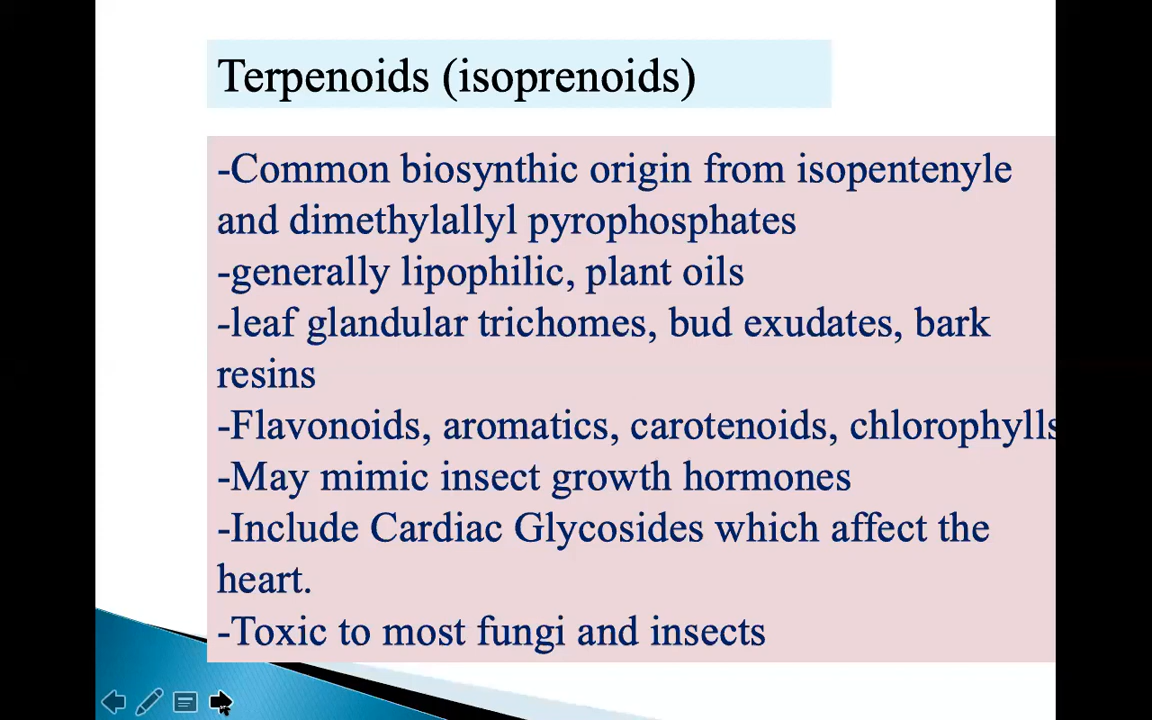 Terpenoids (isoprenoids)
-Common biosynthic origin from isopentenyle
and dimethylallyl pyrophosphates
-generally lipophilic, plant oils
-leaf glandular trichomes, bud exudates, bark
resins
-Flavonoids, aromatics, carotenoids, chlorophylls
-May mimic insect growth hormones
-Include Cardiac Glycosides which affect the
heart.
-Toxic to most fungi and insects